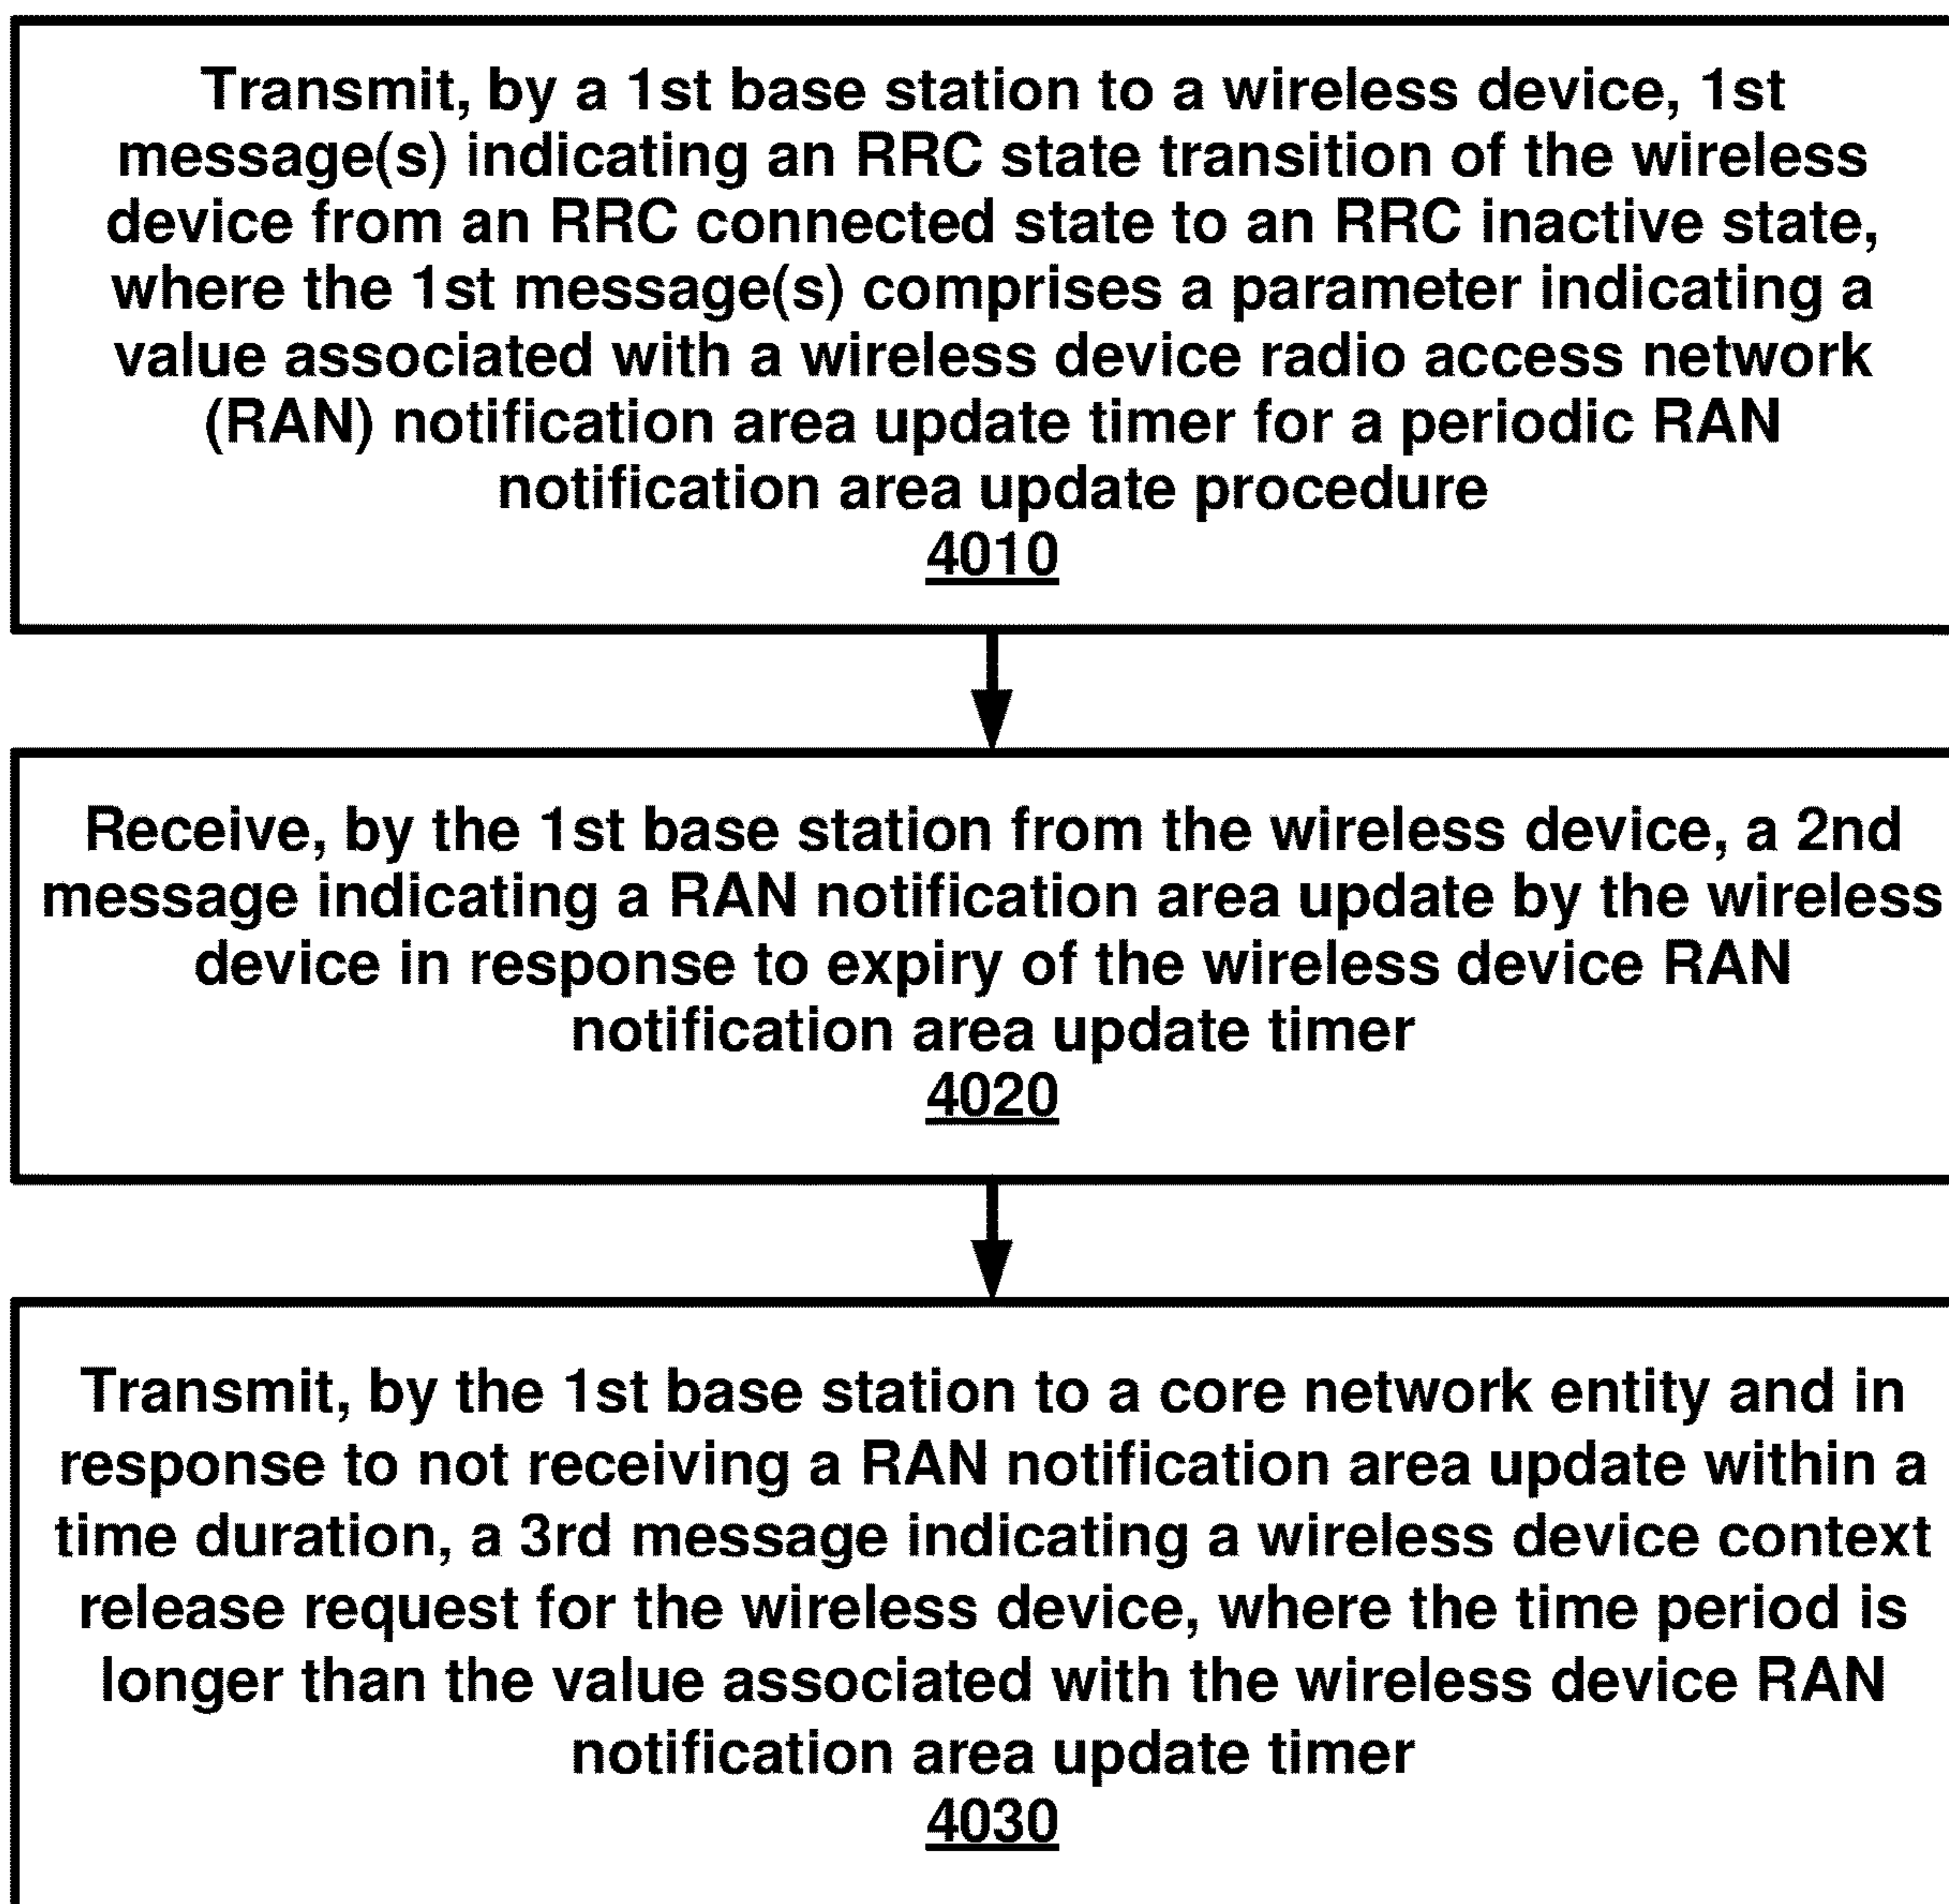 Transmit, by a 1st base station to a wireless device, 1st
message(s) indicating an RRC state transition of the wireless
device from an RRC connected state to an RRC inactive state,
where the 1st message(s) comprises a parameter indicating a
value associated with a wireless device radio access network
(RAN) notification area update timer for a periodic RAN
notification area update procedure
4010
Receive, by the 1st base station from the wireless device, a 2nd
message indicating a RAN notification area update by the wireless
device in response to expiry of the wireless device RAN
notification area update timer
4020
Transmit, by the 1st base station to a core network entity and in
response to not receiving a RAN notification area update within a
time duration, a 3rd message indicating a wireless device context
release request for the wireless device, where the time period is
longer than the value associated with the wireless device RAN
notification area update timer
4030